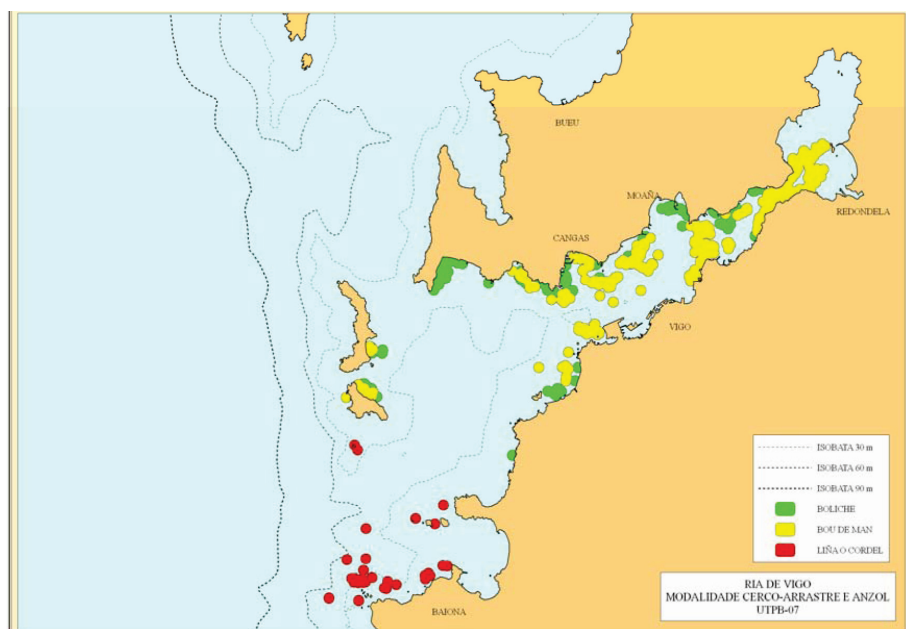 BUEU
MOAÑA
REDONDELA
CANGAS
VIGO
ISOBATA 30 m
ISOBATA 60 m
ISOBATA 90 m
BOLICHE
BOU DE MAN
LIÑA O CORDEL
RIA DE VIGO
MODALIDADE CERCO-ARRASTRE E ANZOL
UTPB-07
BAIONA